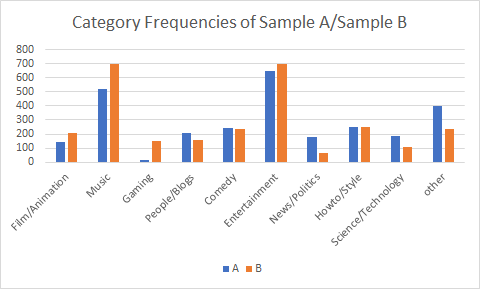 Category Frequencies of Sample A/Sample B
800
700
600
500
400
300
200
100
0
Film/Animation
Music
Gaming
People/Blogs
Comedy
Entertainment
News/Politics
Howto/Style
Science/Technology
other
A B